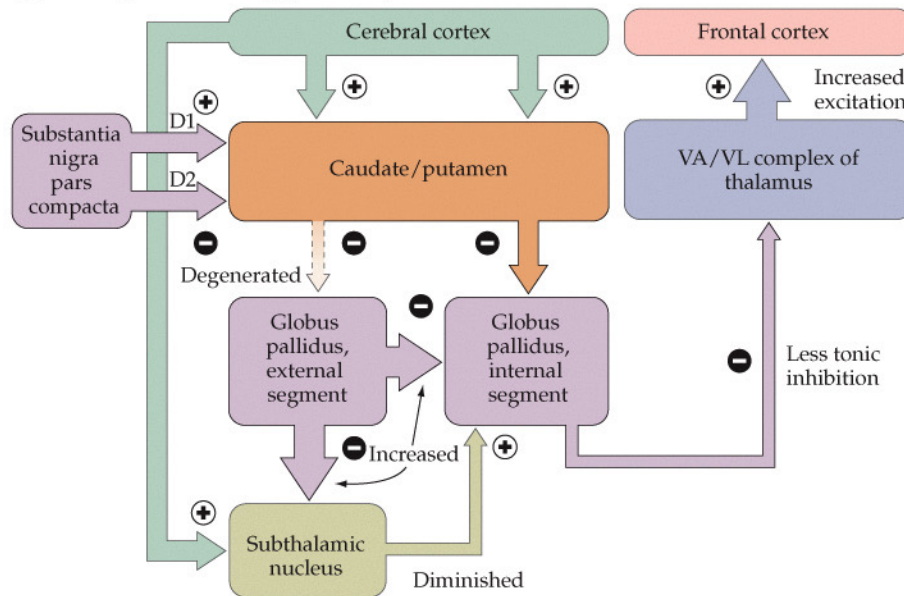 Cerebral cortex
Frontal cortex
+
+
+
+
Increased
excitation
Substantia
nigra
pars
compacta
D1
D2
Caudate/putamen
VA/VL complex of
thalamus
−
−
−
Degenerated
Globus
pallidus,
external
segment
−
Globus
pallidus,
internal
segment
−
Less tonic
inhibition
−
Increased
+
+
Subthalamic
nucleus
Diminished